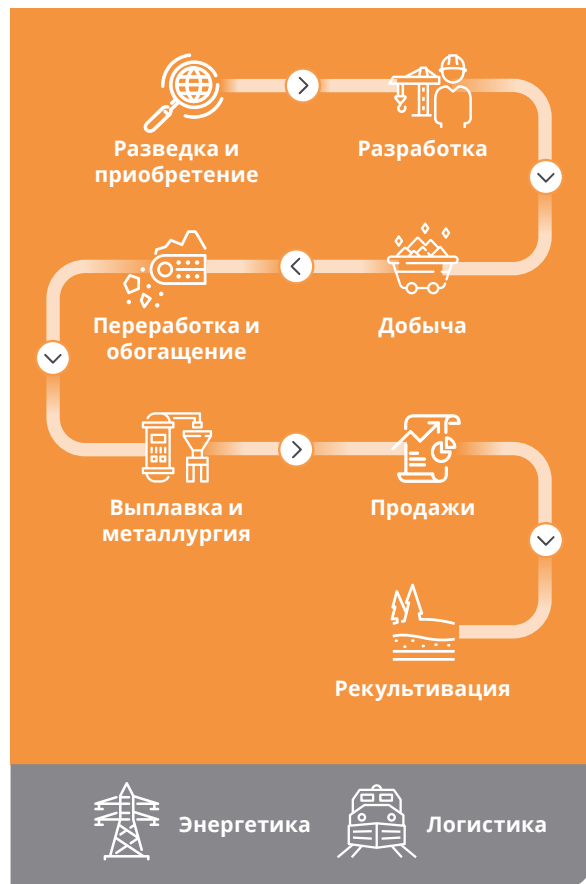 Разведка и
приобретение
Разработка
Добыча
Переработка и
обогащение
Выплавка и
металлургия
Продажи
Рекультивация
Энергетика
Логистика